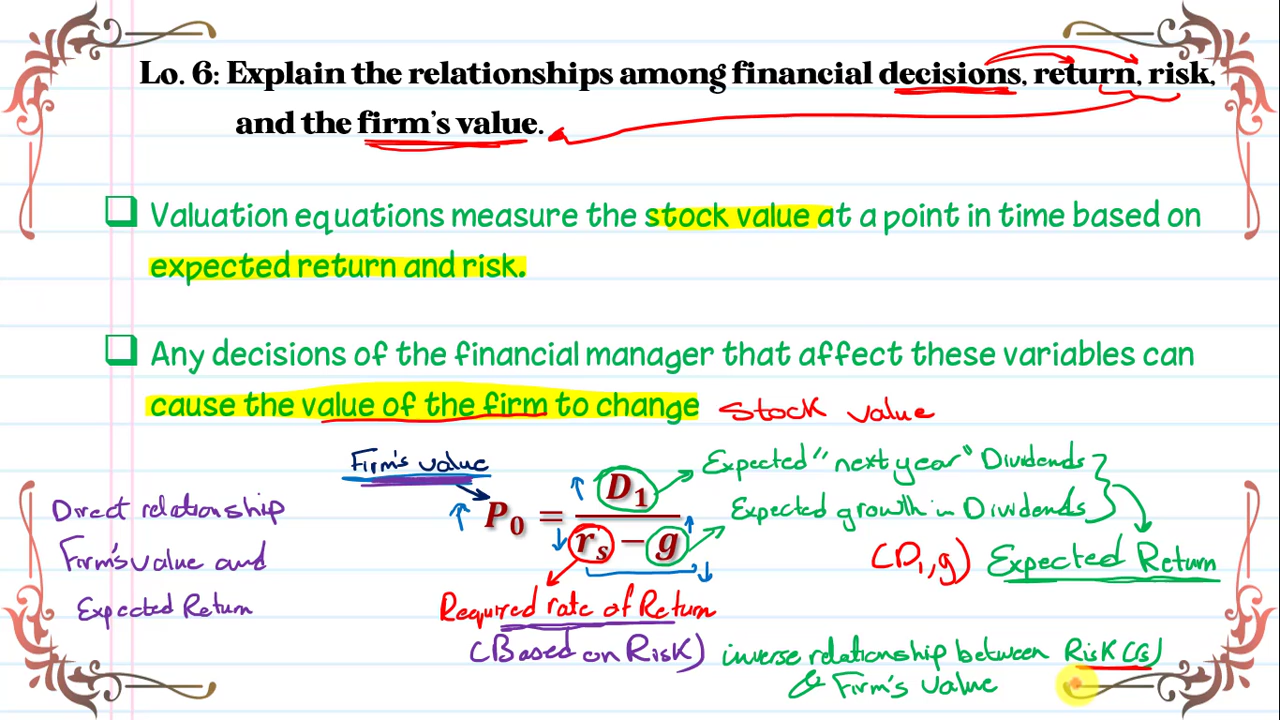 Lo. 6: Explain the relationships among financial decisions, return, risk,
and the firm's value.
Valuation equations measure the stock value at a point in time based on
expected return and risk.
Any decisions of the financial manager that affect these variables can
cause the value of the firm to change
Stock value
Firm's value
P₀ = D₁ / (rₛ − g)
Expected "next year" Dividends
Expected growth in Dividends
(D₁, g) Expected Return
Direct relationship
Firm's value and
Expected Return
Required rate of Return
(Based on Risk)
inverse relationship between Risk (rs)
& Firm's value